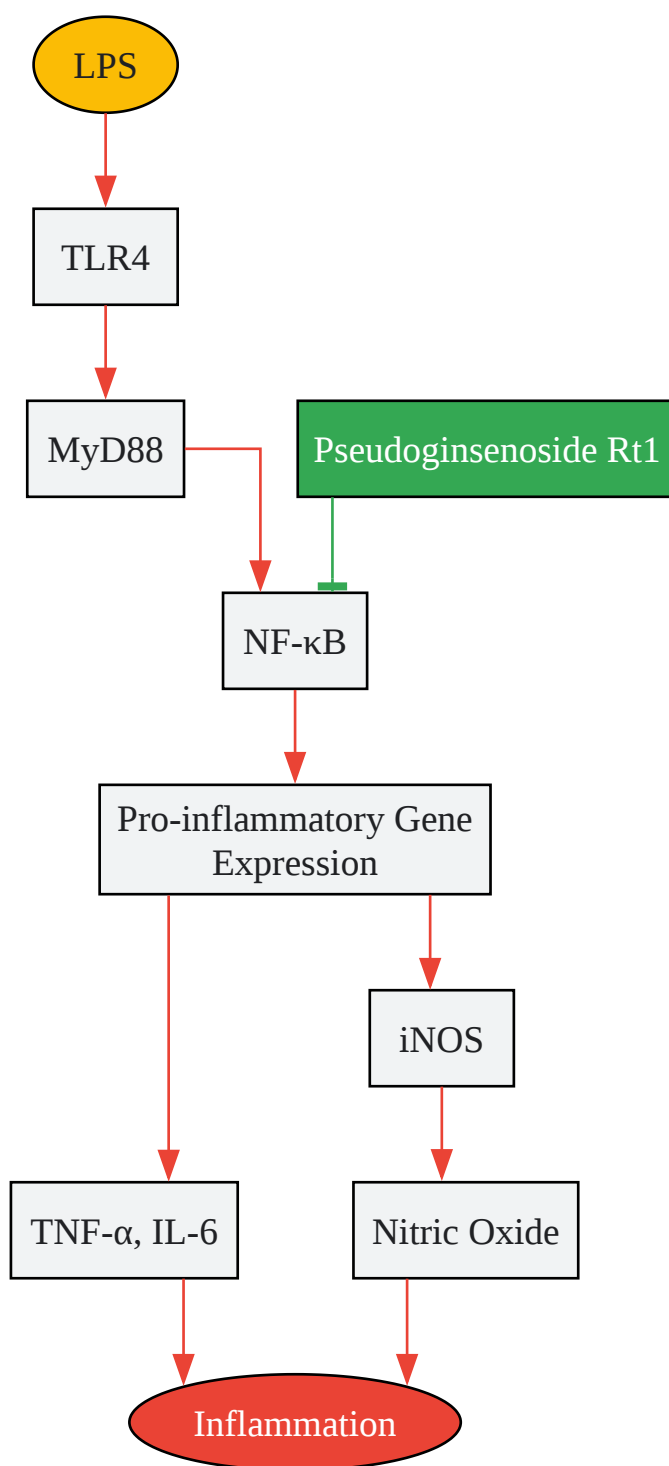 LPS
TLR4
MyD88
Pseudoginsenoside Rt1
NF-κB
Pro-inflammatory Gene
Expression
iNOS
TNF-α, IL-6
Nitric Oxide
Inflammation